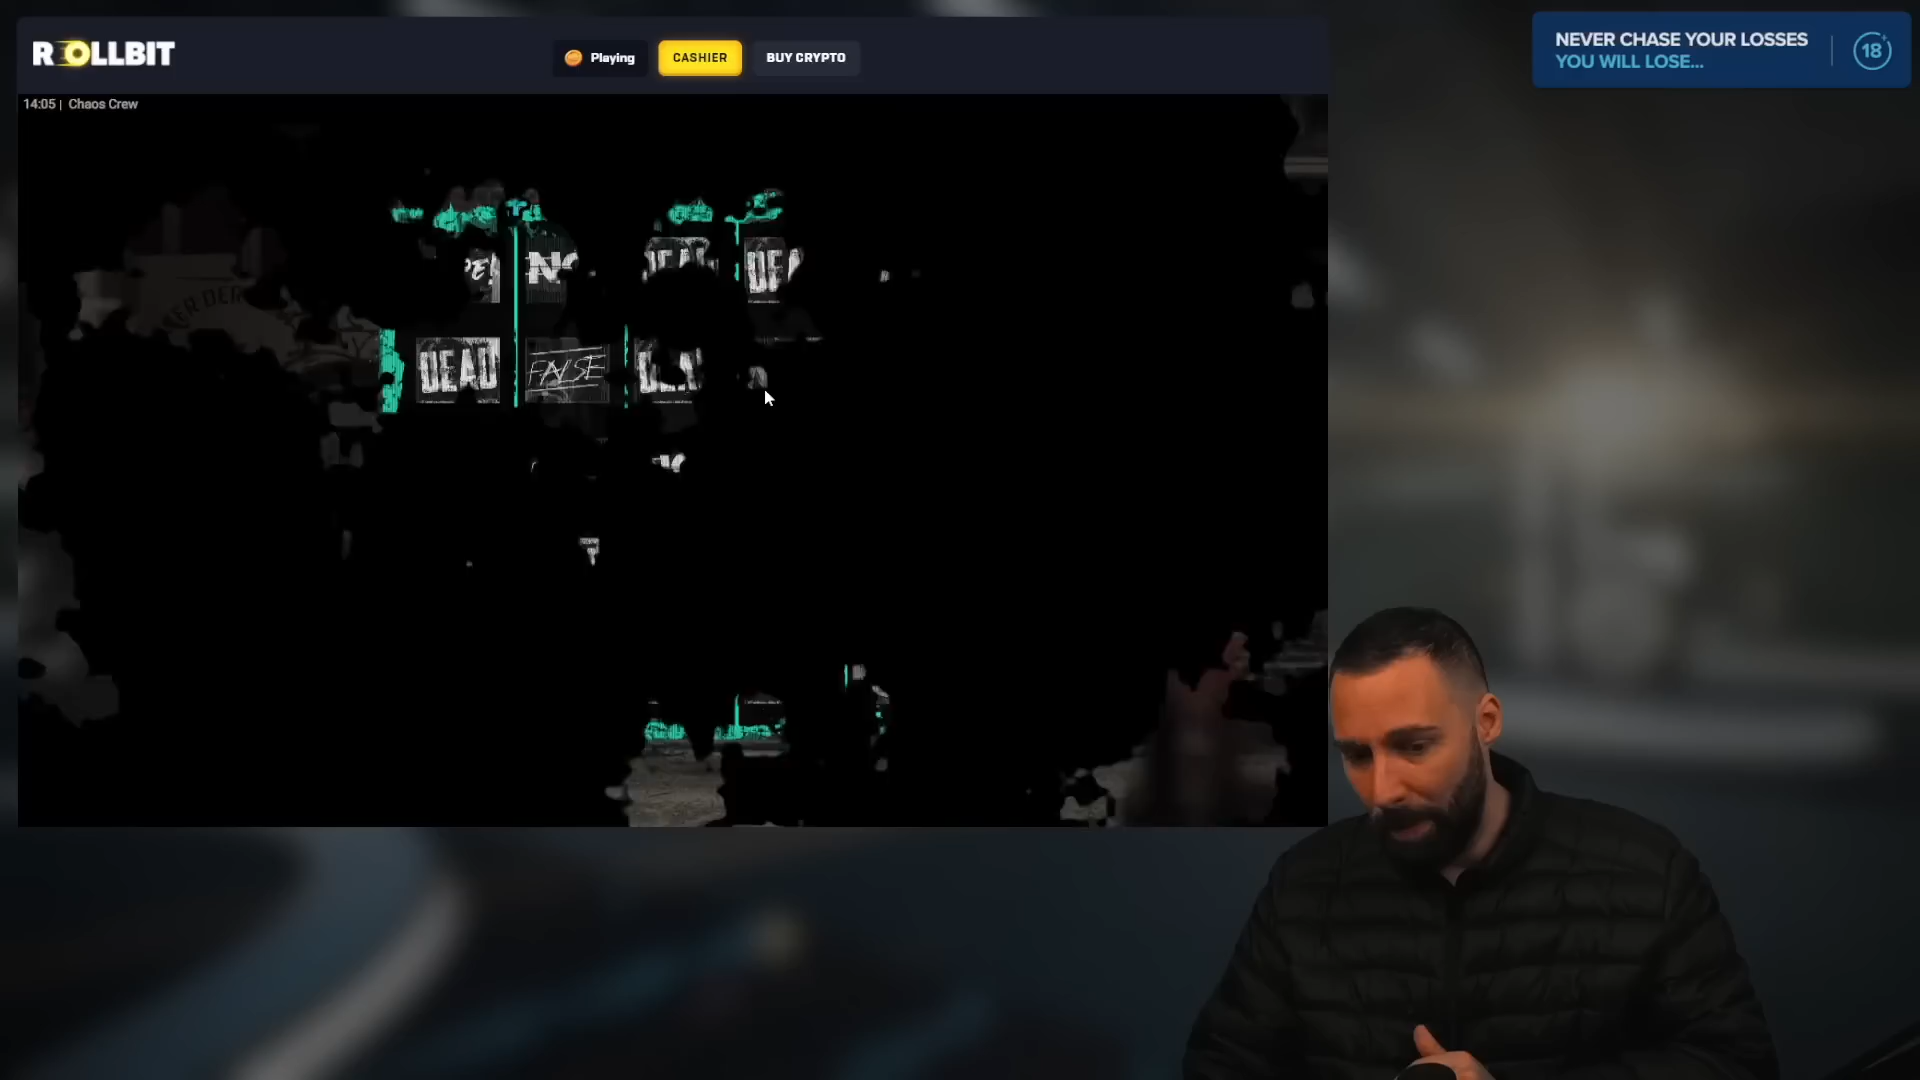 ROLLBIT
Playing
CASHIER
BUY CRYPTO
NEVER CHASE YOUR LOSSES
YOU WILL LOSE...
18+
14:05 | Chaos Crew
DEAD
FALSE